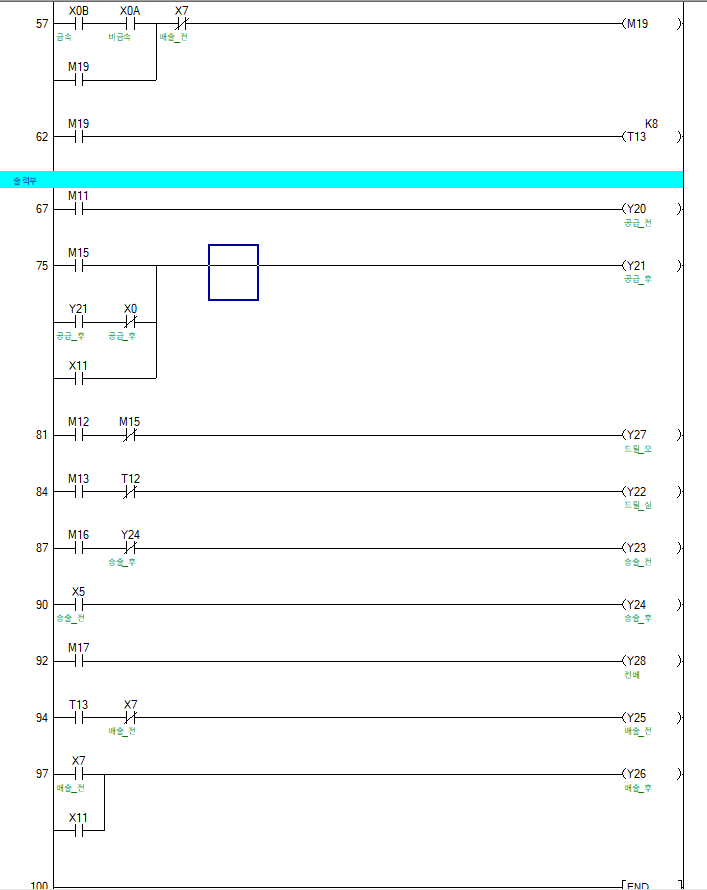 X0B X0A X7
57 M19
금속 비금속 배출_전
M19
M19 K8
62 T13
출력부
M11
67 Y20
공급_전
M15
75 Y21
공급_후
Y21 X0
공급_후 공급_후
X11
M12 M15
81 Y27
드릴_모
M13 T12
84 Y22
드릴_실
M16 Y24
87 Y23
송출_후 송출_전
X5
90 Y24
송출_전 송출_후
M17
92 Y28
컨베
T13 X7
94 Y25
배출_전 배출_전
X7
97 Y26
배출_전 배출_후
X11
100 END